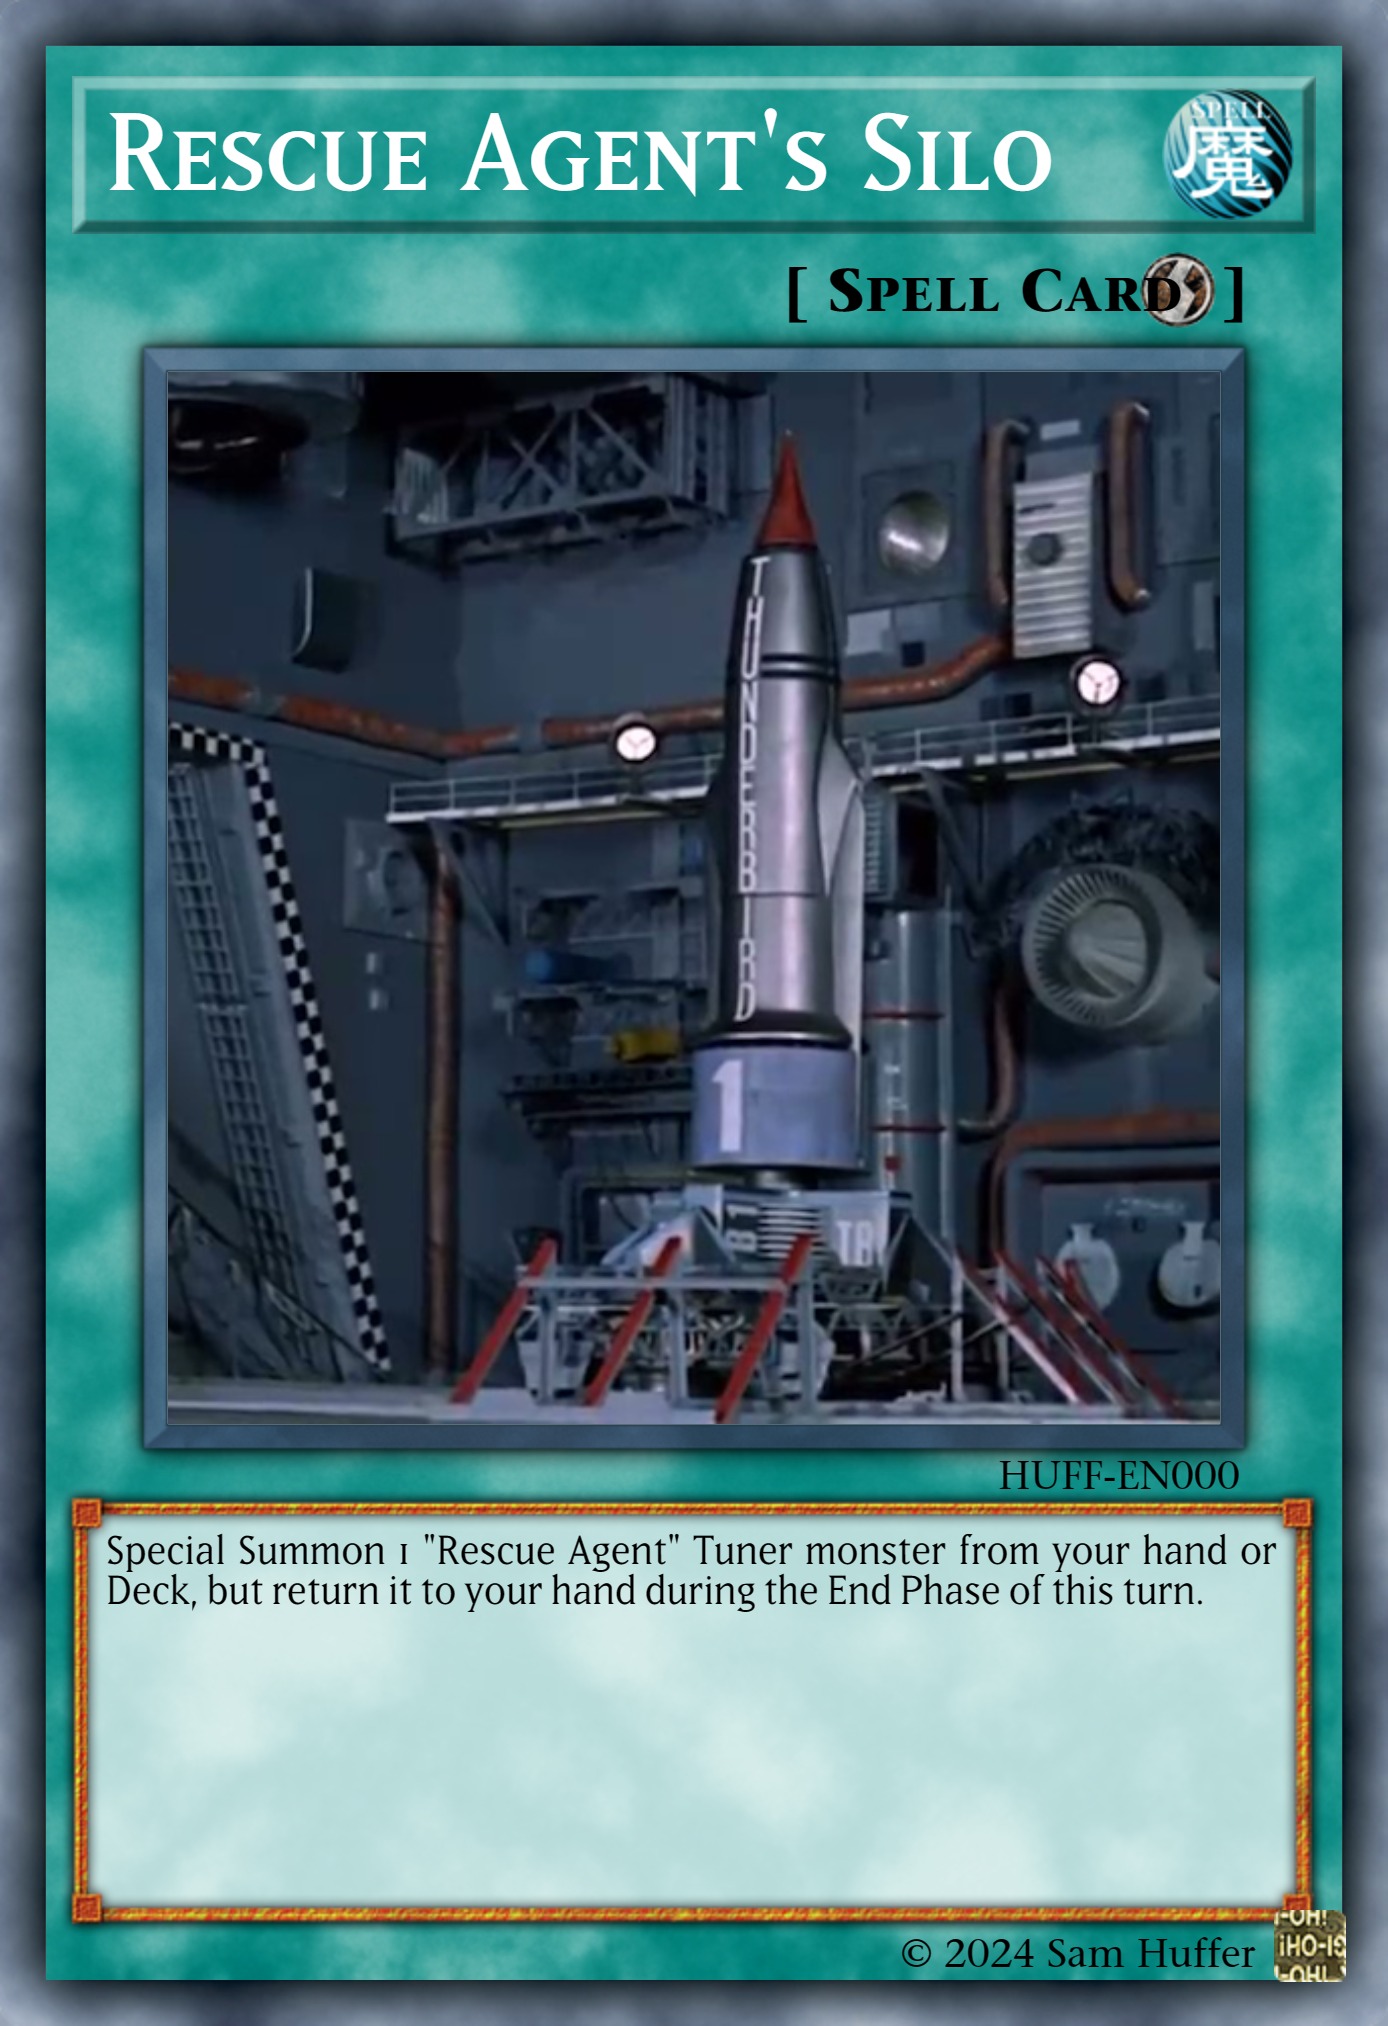 Rescue Agent's Silo
SPELL
魔
[ Spell Card ]
THUNDERBIRD
1
B1
TB
HUFF-EN000
Special Summon 1 "Rescue Agent" Tuner monster from your hand or
Deck, but return it to your hand during the End Phase of this turn.
© 2024 Sam Huffer